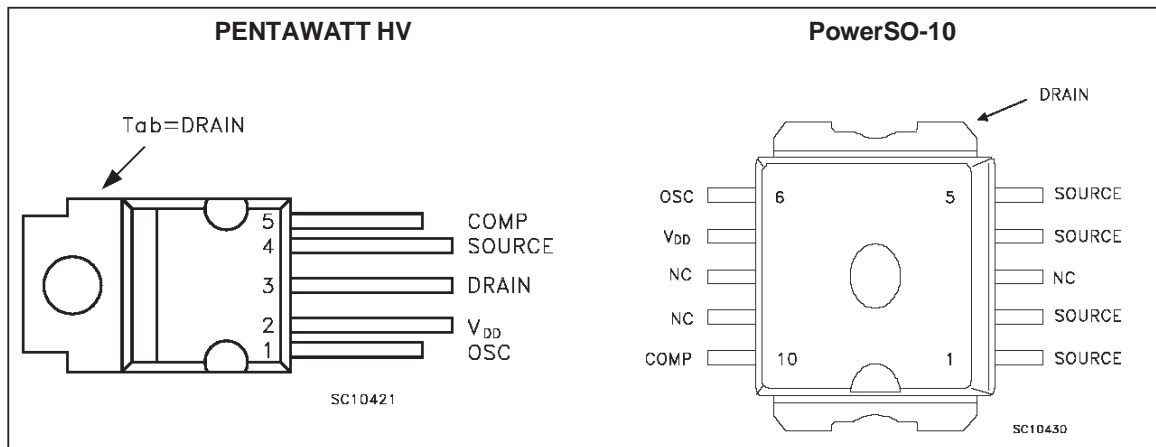 PENTAWATT HV
Tab=DRAIN
5 COMP
4 SOURCE
3 DRAIN
2 VDD
1 OSC
SC10421
PowerSO-10
DRAIN
OSC 6 5 SOURCE
VDD SOURCE
NC NC
NC SOURCE
COMP 10 1 SOURCE
SC10430